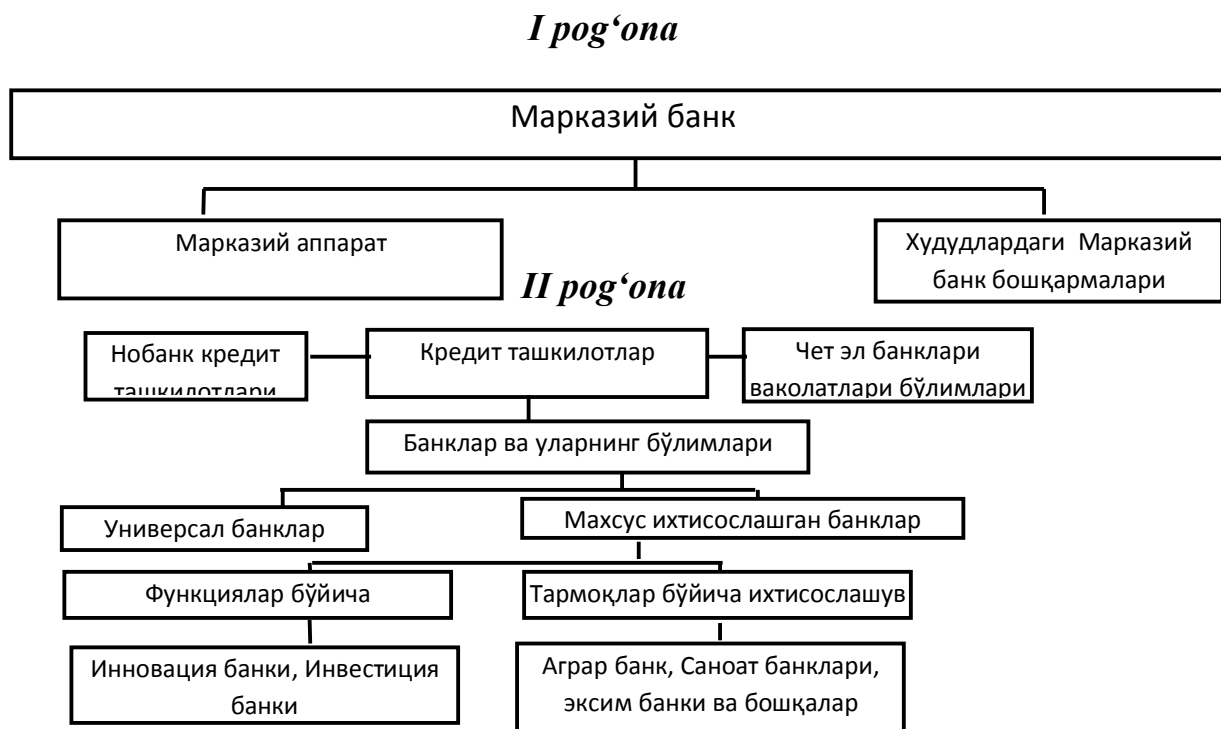 I pog‘ona
Марказий банк
Марказий аппарат
Худудлардаги Марказий
банк бошқармалари
II pog‘ona
Нобанк кредит
ташкилотлари
Кредит ташкилотлар
Чет эл банклари
ваколатлари бўлимлари
Банклар ва уларнинг бўлимлари
Универсал банклар
Махсус ихтисослашган банклар
Функциялар бўйича
Тармоқлар бўйича ихтисослашув
Инновация банки, Инвестиция
банки
Аграр банк, Саноат банклари,
эксим банки ва бошқалар